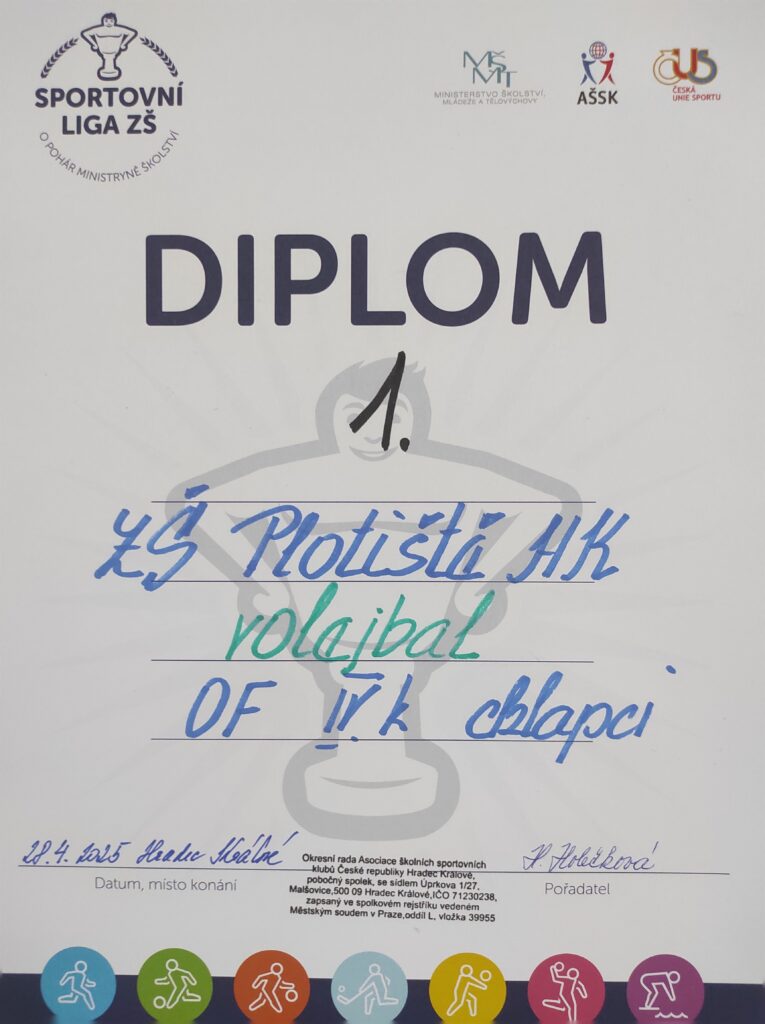 SPORTOVNÍ
LIGA ZŠ
O POHÁR MINISTRYNĚ ŠKOLSTVÍ
MŠMT
MINISTERSTVO ŠKOLSTVÍ,
MLÁDEŽE A TĚLOVÝCHOVY
AŠSK
ČUS
ČESKÁ
UNIE SPORTU
DIPLOM
1.
ZŠ Plotiště HK
volejbal
OF IV. k chlapci
28.4. 2025 Hradec Králové
H. Holečková
Datum, místo konání
Pořadatel
Okresní rada Asociace školních sportovních
klubů České republiky Hradec Králové,
pobočný spolek, se sídlem Úprkova 1/27.
Malšovice,500 09 Hradec Králové,IČO 71230238,
zapsaný ve spolkovém rejstříku vedeném
Městským soudem v Praze,oddíl L, vložka 39955